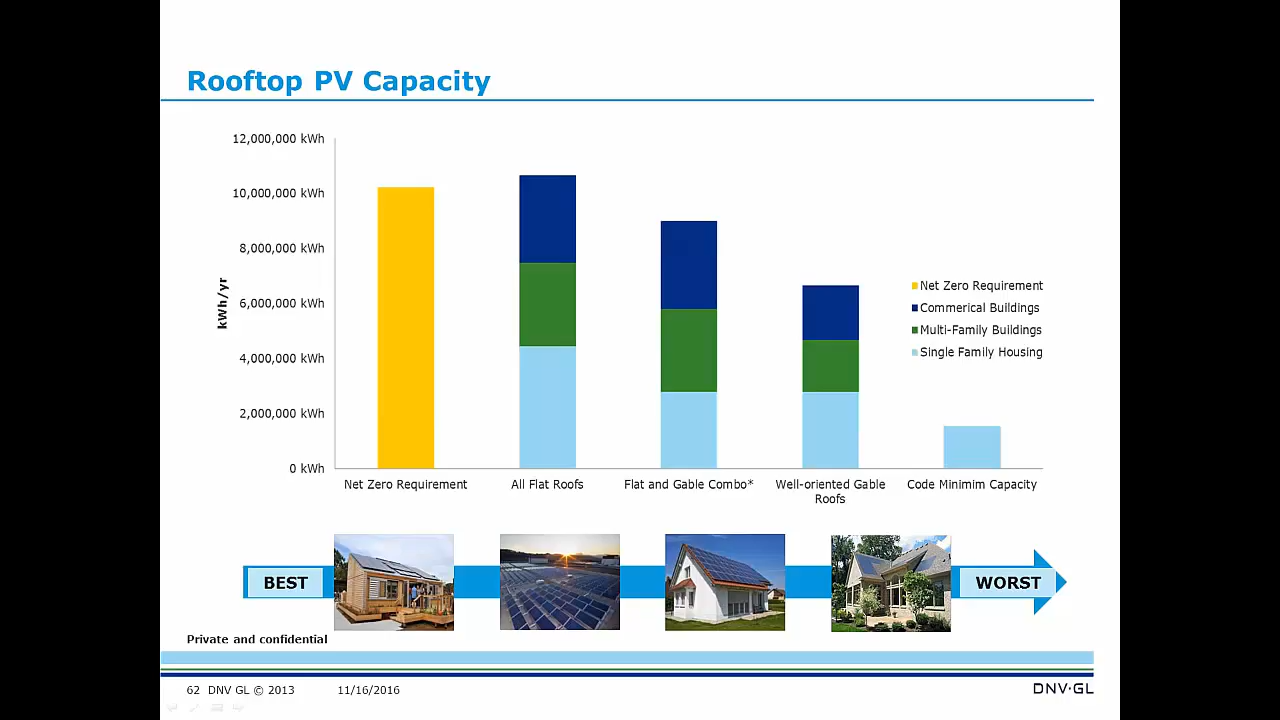 Rooftop PV Capacity
12,000,000 kWh
10,000,000 kWh
8,000,000 kWh
6,000,000 kWh
4,000,000 kWh
2,000,000 kWh
0 kWh
kWh/yr
Net Zero Requirement
All Flat Roofs
Flat and Gable Combo*
Well-oriented Gable
Roofs
Code Minimim Capacity
Net Zero Requirement
Commerical Buildings
Multi-Family Buildings
Single Family Housing
BEST
WORST
Private and confidential
62 DNV GL © 2013 11/16/2016
DNV·GL